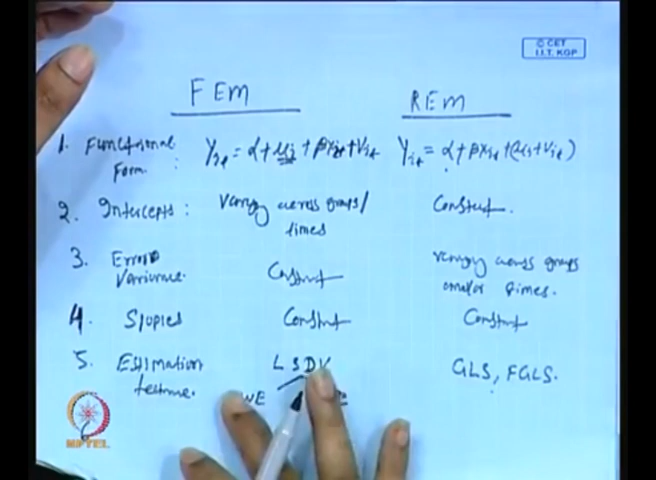 © CET
I.I.T. KGP
FEM
REM
1. Functional Form : Yit = α + μi + βXit + Vit
Yit = α + βXit + (μi + Vit)
2. Intercepts : Varying across groups/ times
Constant.
3. Error Variance.
Constant
Varying across groups and/or times.
4. Slopes
Constant
Constant
5. Estimation
LSDV
GLS, FGLS.
WE
NPTEL